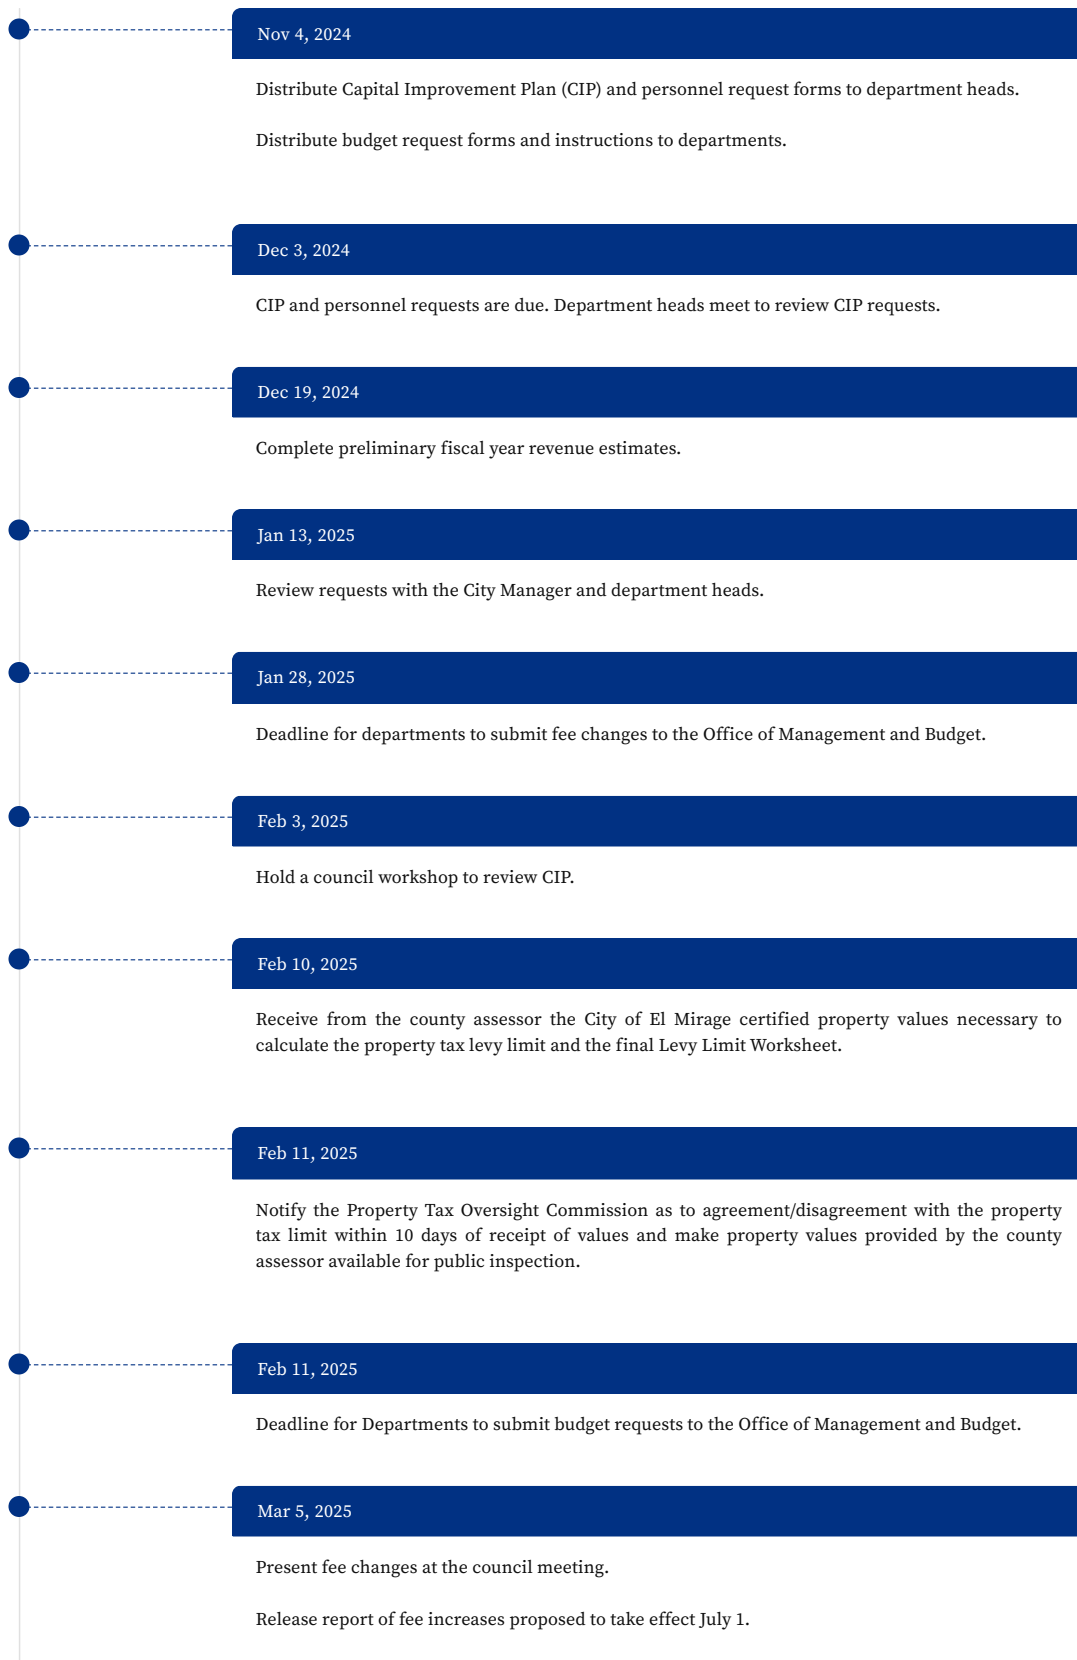 Nov 4, 2024
Distribute Capital Improvement Plan (CIP) and personnel request forms to department heads.
Distribute budget request forms and instructions to departments.
Dec 3, 2024
CIP and personnel requests are due. Department heads meet to review CIP requests.
Dec 19, 2024
Complete preliminary fiscal year revenue estimates.
Jan 13, 2025
Review requests with the City Manager and department heads.
Jan 28, 2025
Deadline for departments to submit fee changes to the Office of Management and Budget.
Feb 3, 2025
Hold a council workshop to review CIP.
Feb 10, 2025
Receive from the county assessor the City of El Mirage certified property values necessary to
calculate the property tax levy limit and the final Levy Limit Worksheet.
Feb 11, 2025
Notify the Property Tax Oversight Commission as to agreement/disagreement with the property
tax limit within 10 days of receipt of values and make property values provided by the county
assessor available for public inspection.
Feb 11, 2025
Deadline for Departments to submit budget requests to the Office of Management and Budget.
Mar 5, 2025
Present fee changes at the council meeting.
Release report of fee increases proposed to take effect July 1.